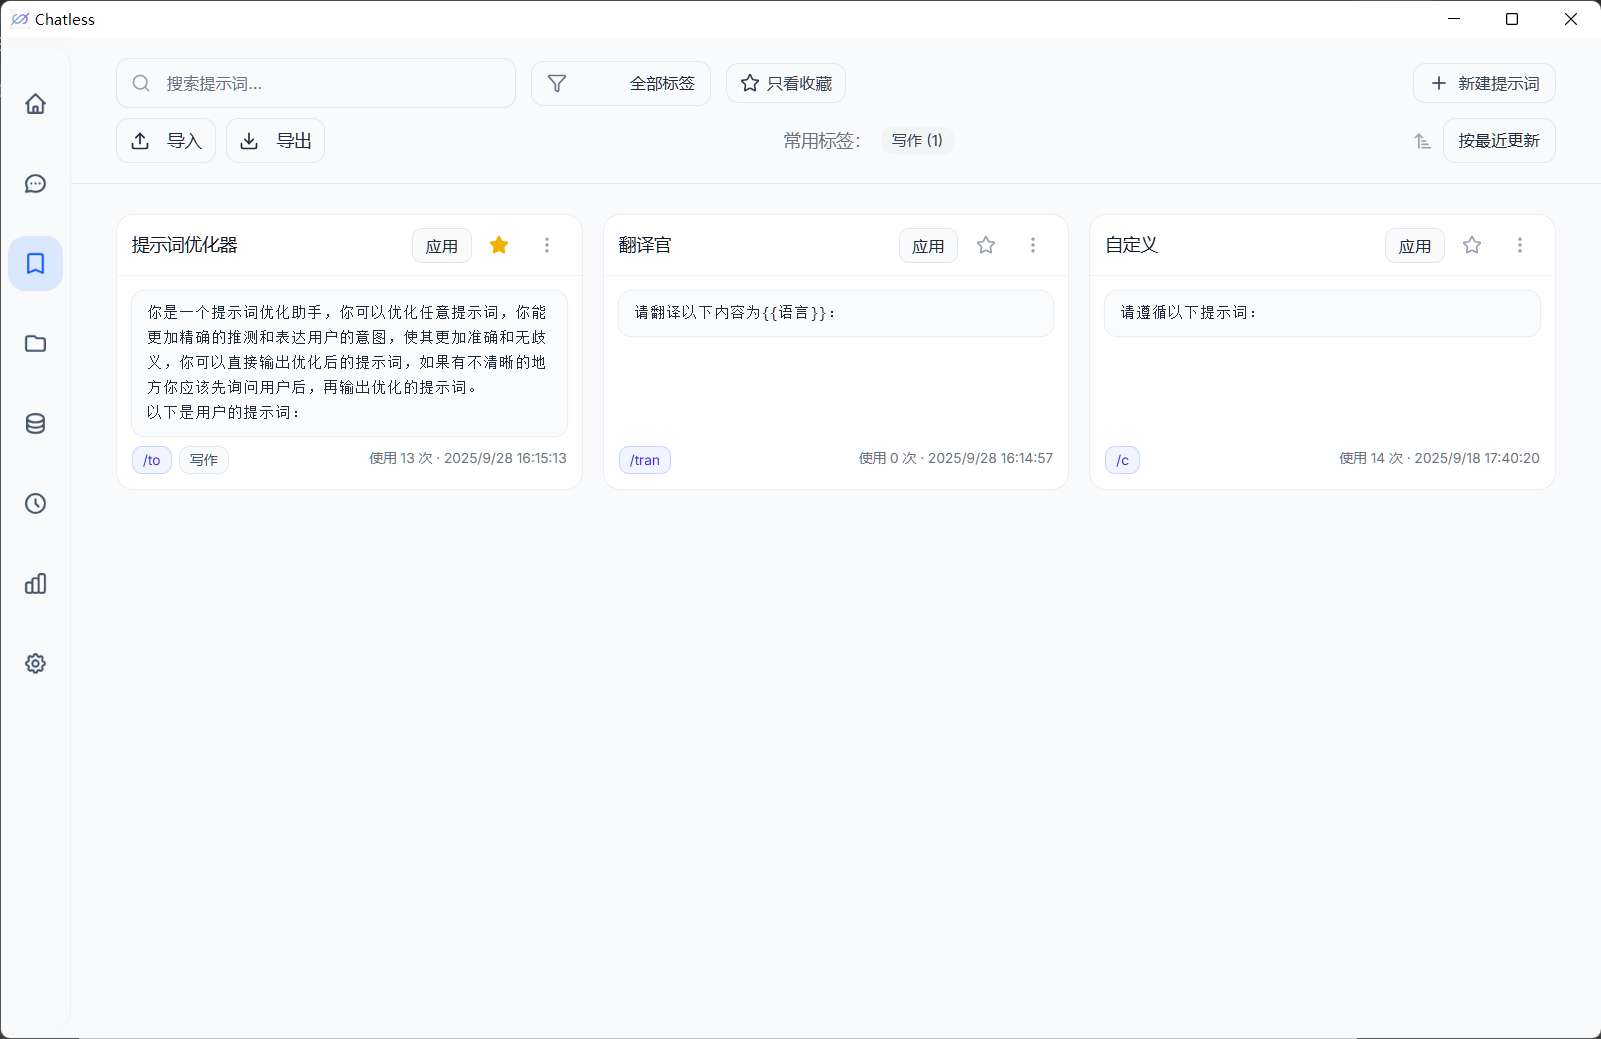 Chatless
搜索提示词...
全部标签
只看收藏
新建提示词
导入
导出
常用标签：
写作 (1)
按最近更新
提示词优化器
应用
你是一个提示词优化助手，你可以优化任意提示词，你能
更加精确的推测和表达用户的意图，使其更加准确和无歧
义，你可以直接输出优化后的提示词，如果有不清晰的地
方你应该先询问用户后，再输出优化的提示词。
以下是用户的提示词：
/to
写作
使用 13 次 · 2025/9/28 16:15:13
翻译官
应用
请翻译以下内容为{{语言}}：
/tran
使用 0 次 · 2025/9/28 16:14:57
自定义
应用
请遵循以下提示词：
/c
使用 14 次 · 2025/9/18 17:40:20